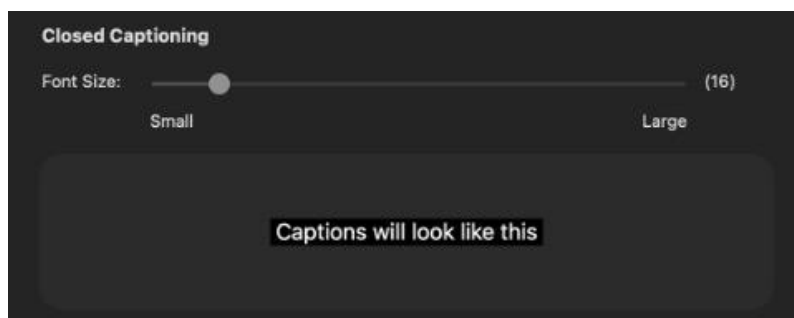 Closed Captioning
Font Size: (16)
Small Large
Captions will look like this